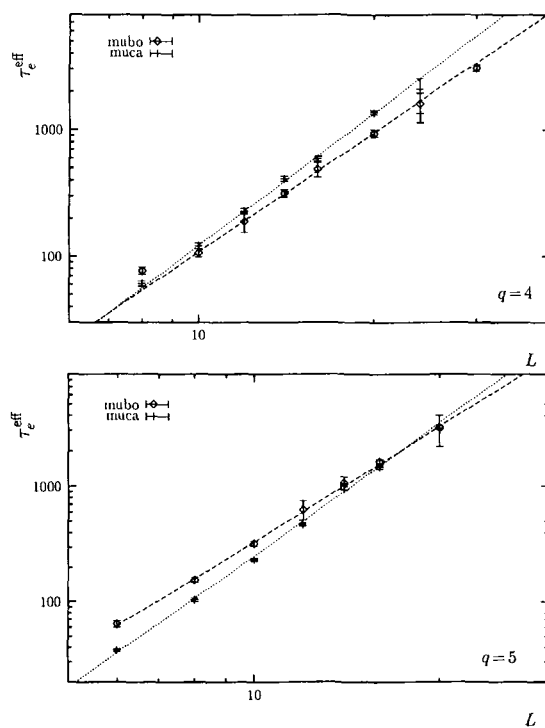 τ_e^eff
mubo
muca
1000
100
10
q = 4
L
τ_e^eff
mubo
muca
1000
100
10
q = 5
L